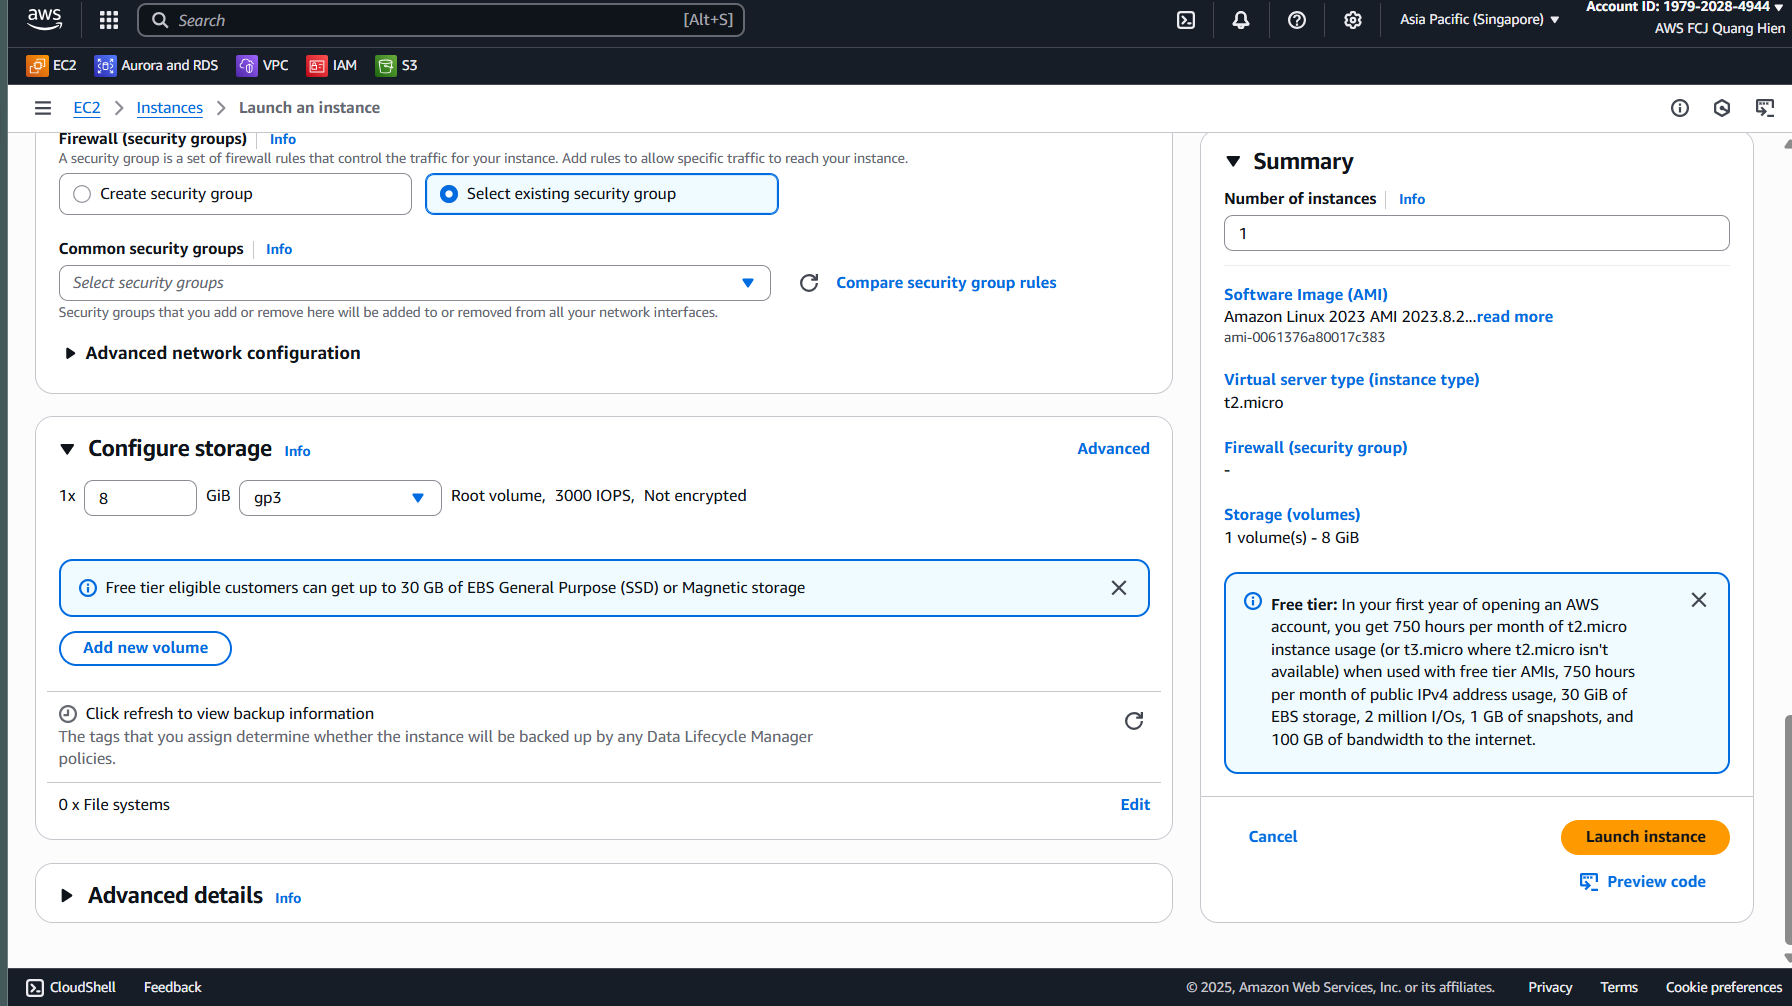 aws
Search
[Alt+S]
Asia Pacific (Singapore)
Account ID: 1979-2028-4944
AWS FCJ Quang Hien
EC2
Aurora and RDS
VPC
IAM
S3
EC2
Instances
Launch an instance
Firewall (security groups)
Info
A security group is a set of firewall rules that control the traffic for your instance. Add rules to allow specific traffic to reach your instance.
Create security group
Select existing security group
Common security groups
Info
Select security groups
Compare security group rules
Security groups that you add or remove here will be added to or removed from all your network interfaces.
Advanced network configuration
Configure storage
Info
Advanced
1x
8
GiB
gp3
Root volume, 3000 IOPS, Not encrypted
Free tier eligible customers can get up to 30 GB of EBS General Purpose (SSD) or Magnetic storage
Add new volume
Click refresh to view backup information
The tags that you assign determine whether the instance will be backed up by any Data Lifecycle Manager
policies.
0 x File systems
Edit
Advanced details
Info
Summary
Number of instances
Info
1
Software Image (AMI)
Amazon Linux 2023 AMI 2023.8.2...read more
ami-0061376a80017c383
Virtual server type (instance type)
t2.micro
Firewall (security group)
-
Storage (volumes)
1 volume(s) - 8 GiB
Free tier: In your first year of opening an AWS
account, you get 750 hours per month of t2.micro
instance usage (or t3.micro where t2.micro isn't
available) when used with free tier AMIs, 750 hours
per month of public IPv4 address usage, 30 GiB of
EBS storage, 2 million I/Os, 1 GB of snapshots, and
100 GB of bandwidth to the internet.
Cancel
Launch instance
Preview code
CloudShell
Feedback
© 2025, Amazon Web Services, Inc. or its affiliates.
Privacy
Terms
Cookie preferences